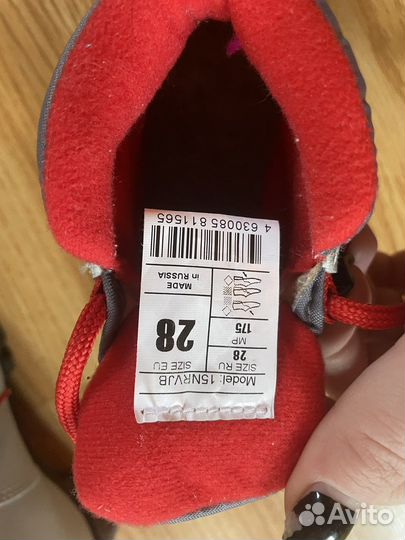 Model: 15NRVJB
SIZE EU
28
SIZE RU
28
MP
175
MADE
in RUSSIA
4 630085 811565
Avito